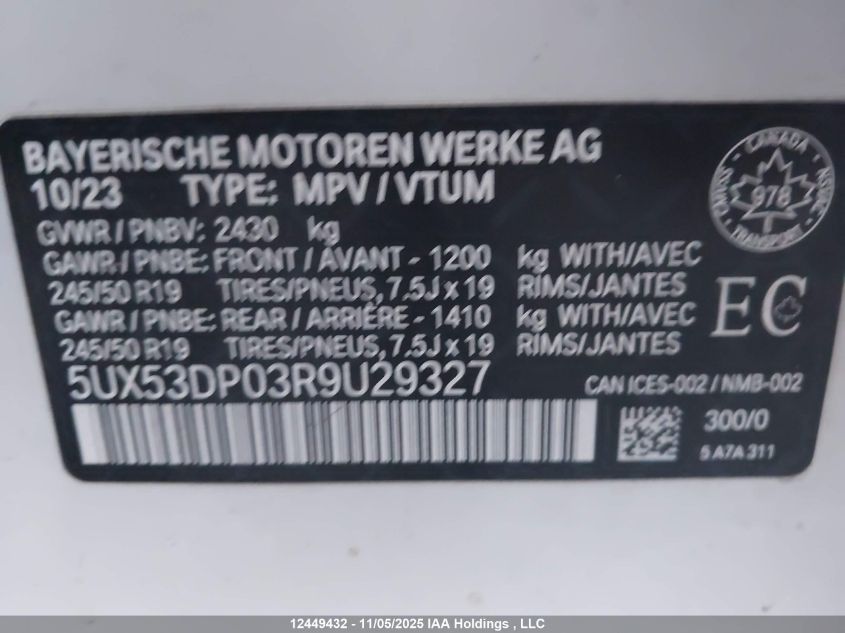 BAYERISCHE MOTOREN WERKE AG
10/23 TYPE: MPV / VTUM
GVWR / PNBV: 2430 kg
GAWR / PNBE: FRONT / AVANT - 1200 kg WITH/AVEC
245/50 R19 TIRES/PNEUS, 7.5J x 19 RIMS/JANTES
GAWR / PNBE: REAR / ARRIÈRE - 1410 kg WITH/AVEC
245/50 R19 TIRES/PNEUS, 7.5J x 19 RIMS/JANTES
5UX53DP03R9U29327
CANADA
978
TRANSPORT
EC
CAN ICES-002 / NMB-002
300/0
5 A7A 311
12449432 - 11/05/2025 IAA Holdings , LLC